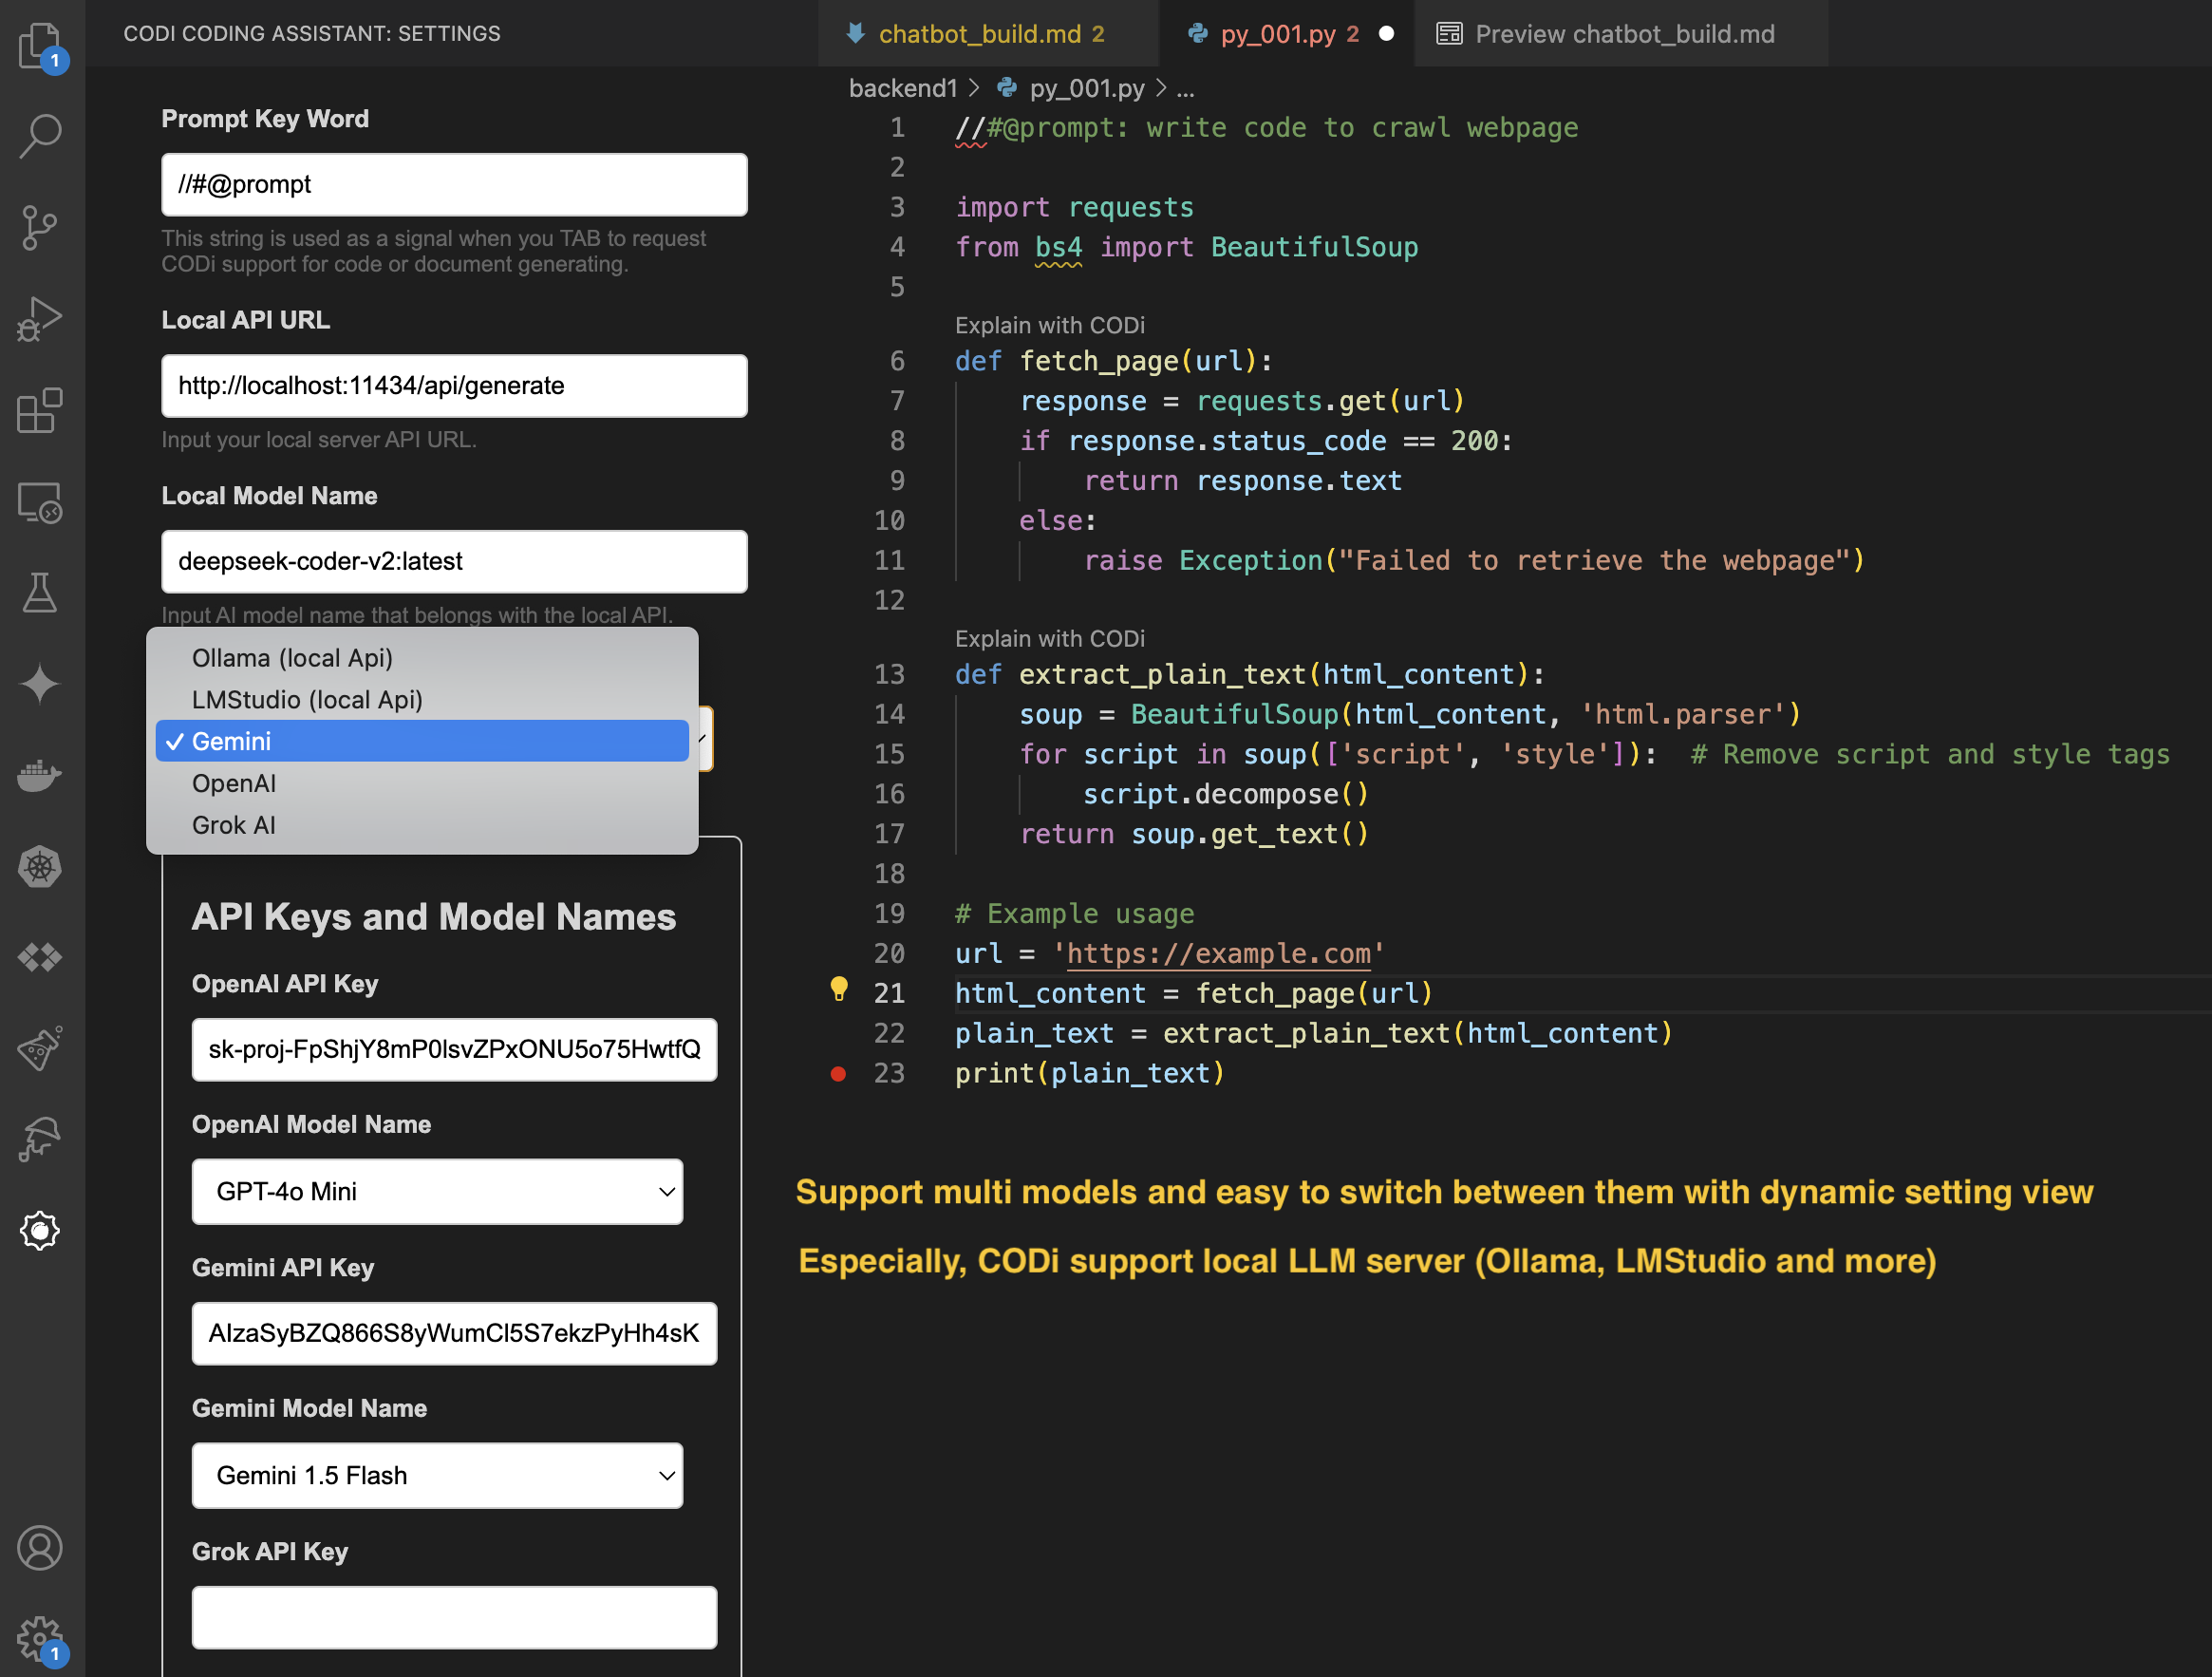 CODI CODING ASSISTANT: SETTINGS
Prompt Key Word
//#@prompt
This string is used as a signal when you TAB to request
CODi support for code or document generating.
Local API URL
http://localhost:11434/api/generate
Input your local server API URL.
Local Model Name
deepseek-coder-v2:latest
Input AI model name that belongs with the local API.
Ollama (local Api)
LMStudio (local Api)
✓ Gemini
OpenAI
Grok AI
API Keys and Model Names
OpenAI API Key
sk-proj-FpShjY8mP0lsvZPxONU5o75HwtfQ
OpenAI Model Name
GPT-4o Mini
Gemini API Key
AIzaSyBZQ866S8yWumCl5S7ekzPyHh4sK
Gemini Model Name
Gemini 1.5 Flash
Grok API Key
1
1
chatbot_build.md 2
py_001.py 2
Preview chatbot_build.md
backend1 > py_001.py > ...
1 //#@prompt: write code to crawl webpage
2
3 import requests
4 from bs4 import BeautifulSoup
5
Explain with CODi
6 def fetch_page(url):
7 response = requests.get(url)
8 if response.status_code == 200:
9 return response.text
10 else:
11 raise Exception("Failed to retrieve the webpage")
12
Explain with CODi
13 def extract_plain_text(html_content):
14 soup = BeautifulSoup(html_content, 'html.parser')
15 for script in soup(['script', 'style']): # Remove script and style tags
16 script.decompose()
17 return soup.get_text()
18
19 # Example usage
20 url = 'https://example.com'
21 html_content = fetch_page(url)
22 plain_text = extract_plain_text(html_content)
23 print(plain_text)
Support multi models and easy to switch between them with dynamic setting view
Especially, CODi support local LLM server (Ollama, LMStudio and more)